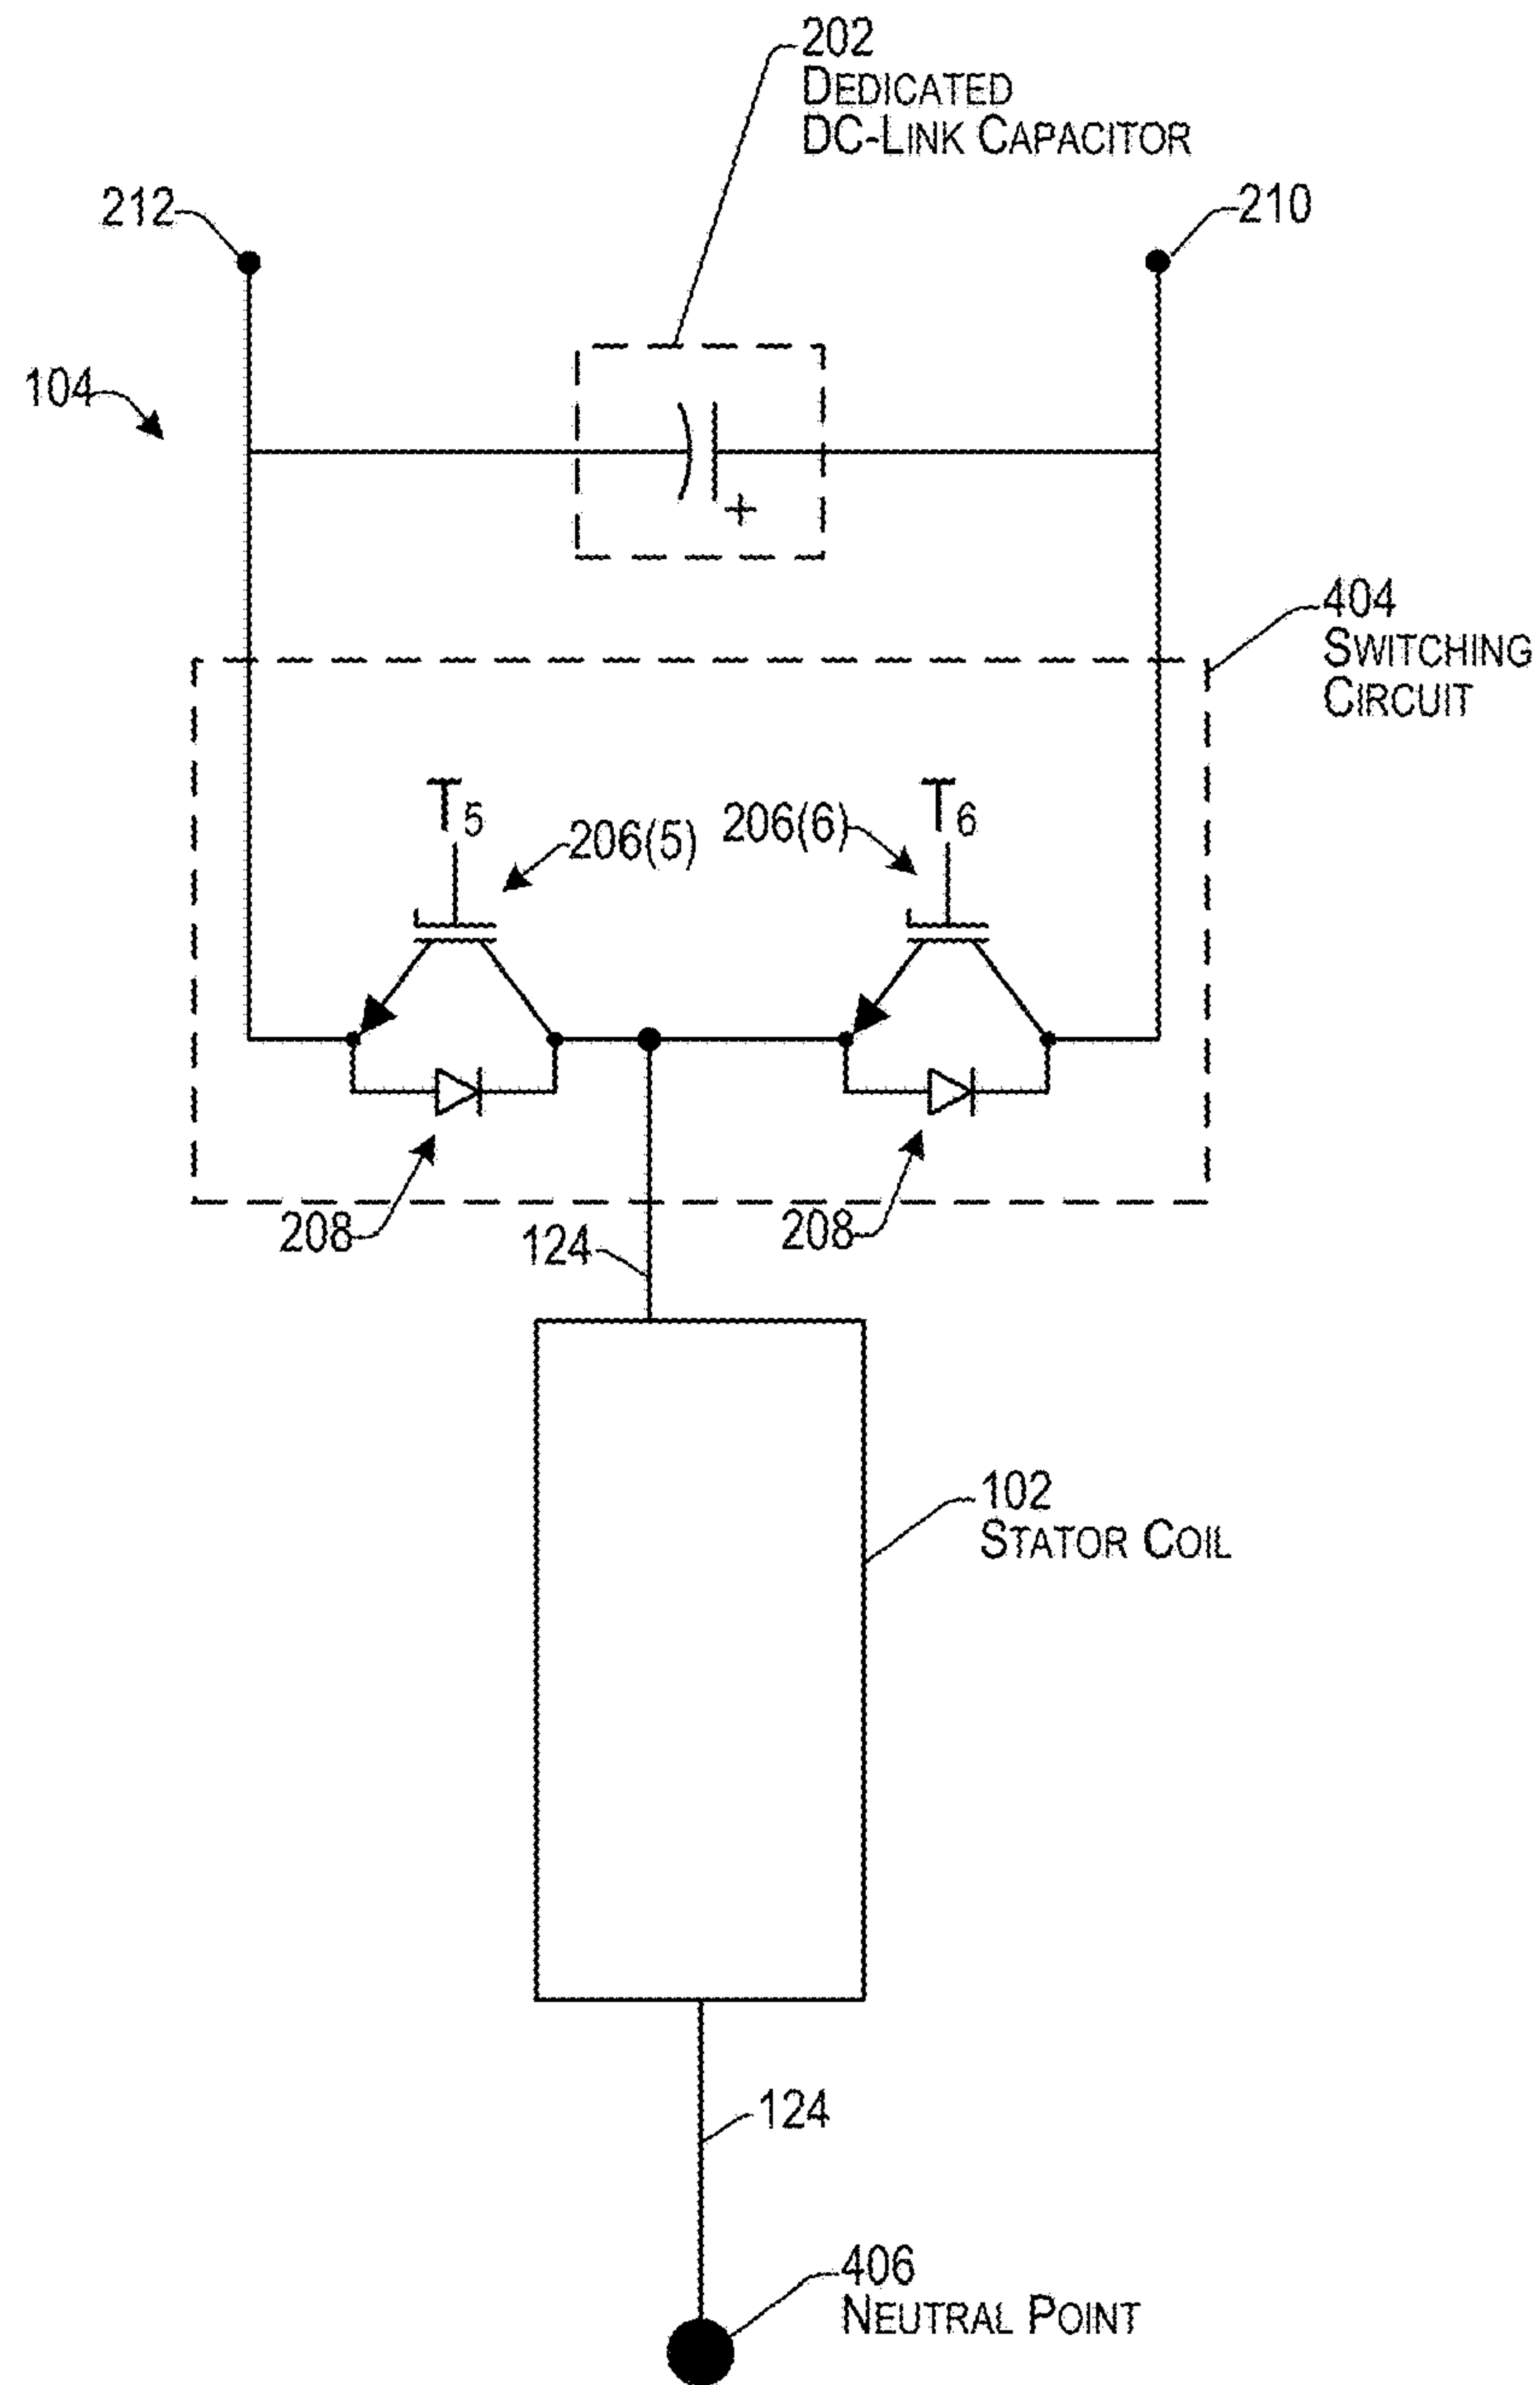 202
DEDICATED
DC-LINK CAPACITOR
212
210
104
404
SWITCHING
CIRCUIT
T5
206(5)
206(6)
T6
208
124
208
102
STATOR COIL
124
406
NEUTRAL POINT
+